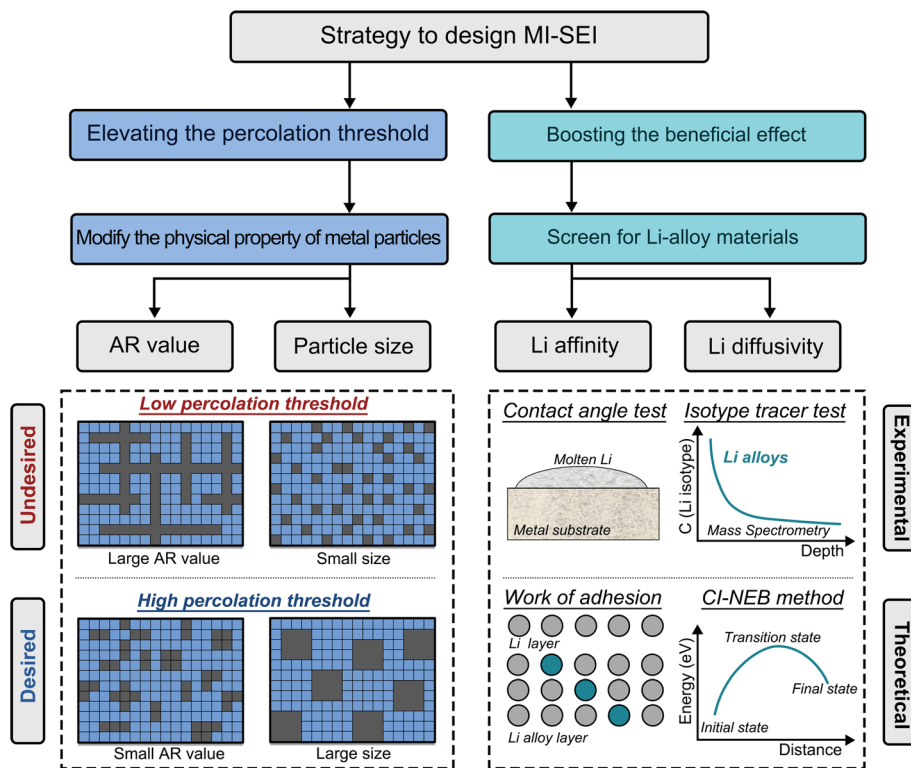 Strategy to design MI-SEI
Elevating the percolation threshold
Boosting the beneficial effect
Modify the physical property of metal particles
Screen for Li-alloy materials
AR value
Particle size
Li affinity
Li diffusivity
Undesired
Low percolation threshold
Large AR value
Small size
Desired
High percolation threshold
Small AR value
Large size
Contact angle test
Molten Li
Metal substrate
Isotype tracer test
C (Li isotype)
Li alloys
Mass Spectrometry
Depth
Experimental
Work of adhesion
Li layer
Li alloy layer
CI-NEB method
Energy (eV)
Transition state
Final state
Initial state
Distance
Theoretical